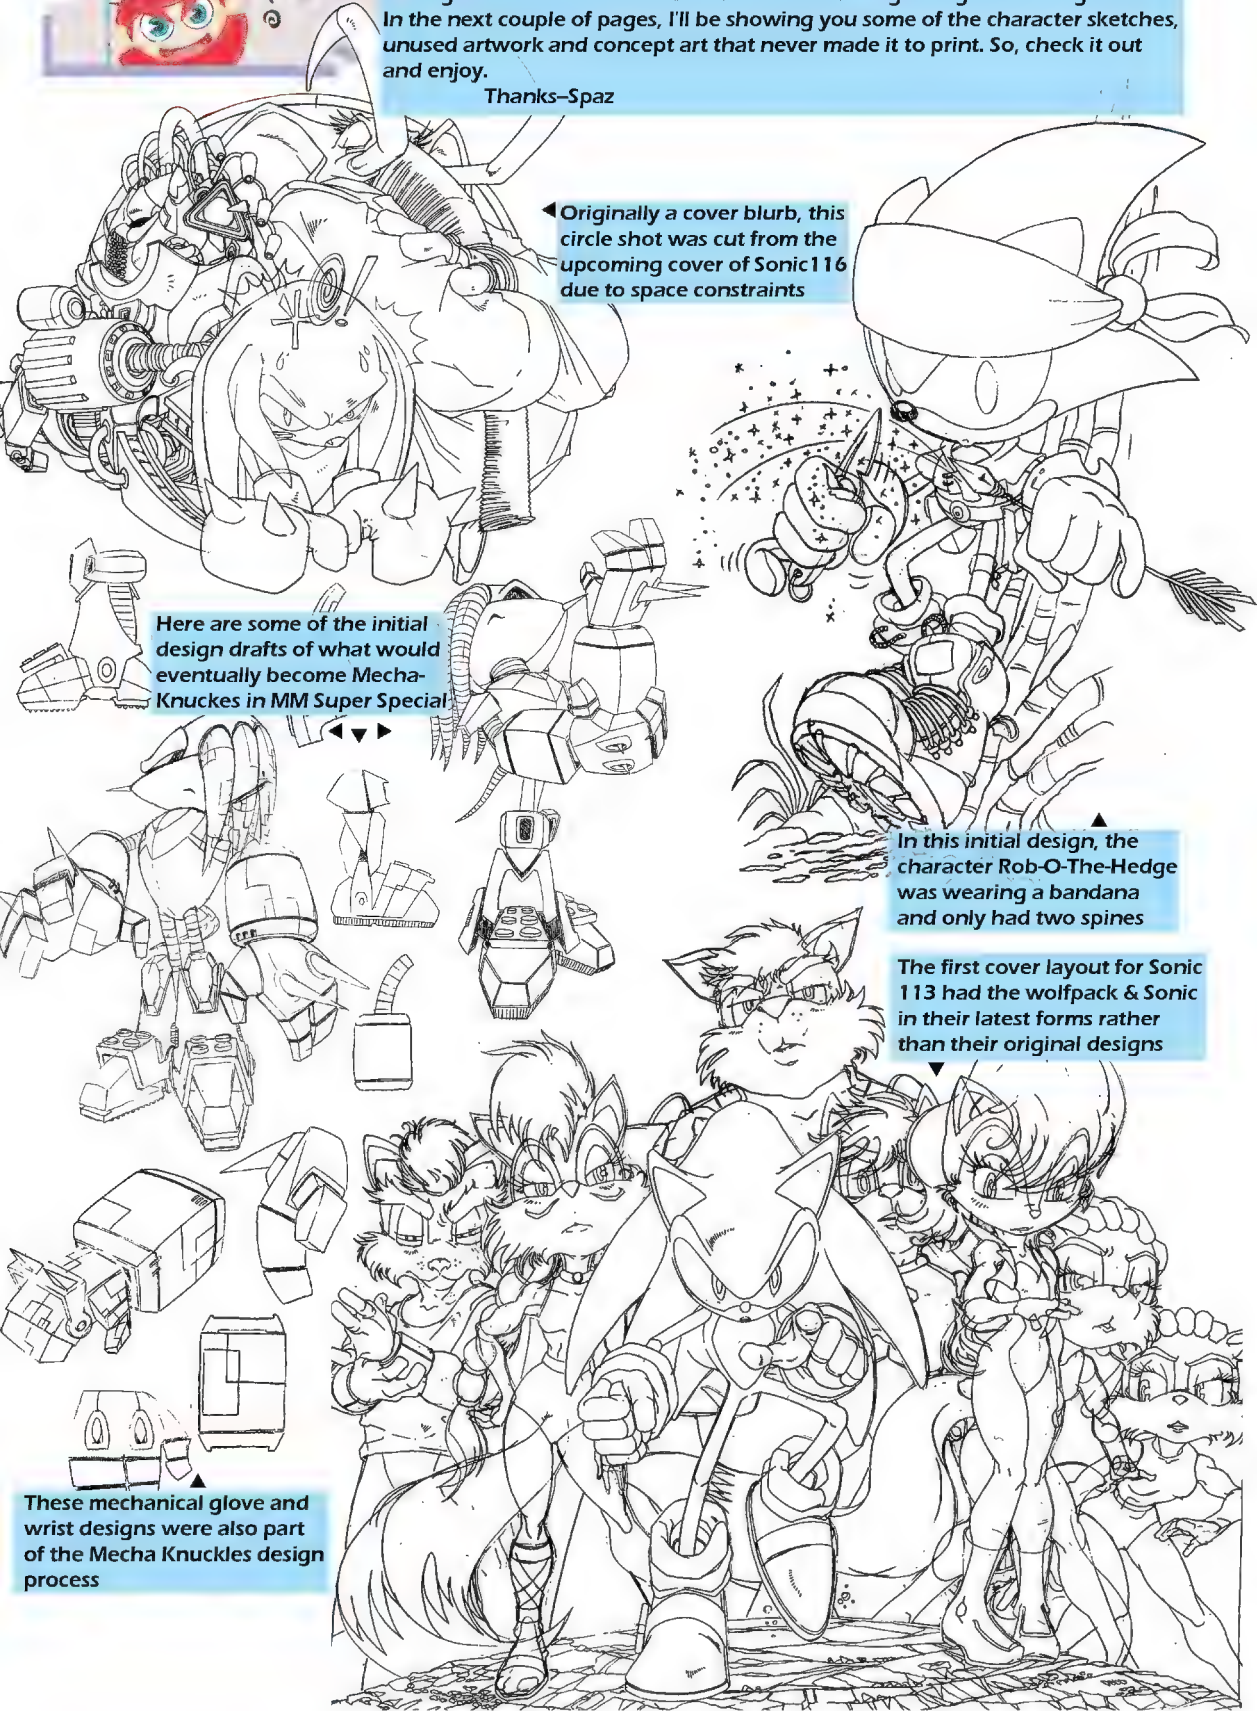 In the next couple of pages, I'll be showing you some of the character sketches,
unused artwork and concept art that never made it to print. So, check it out
and enjoy.
Thanks–Spaz
Originally a cover blurb, this
circle shot was cut from the
upcoming cover of Sonic116
due to space constraints
Here are some of the initial
design drafts of what would
eventually become Mecha-
Knuckes in MM Super Special
In this initial design, the
character Rob-O-The-Hedge
was wearing a bandana
and only had two spines
The first cover layout for Sonic
113 had the wolfpack & Sonic
in their latest forms rather
than their original designs
These mechanical glove and
wrist designs were also part
of the Mecha Knuckles design
process